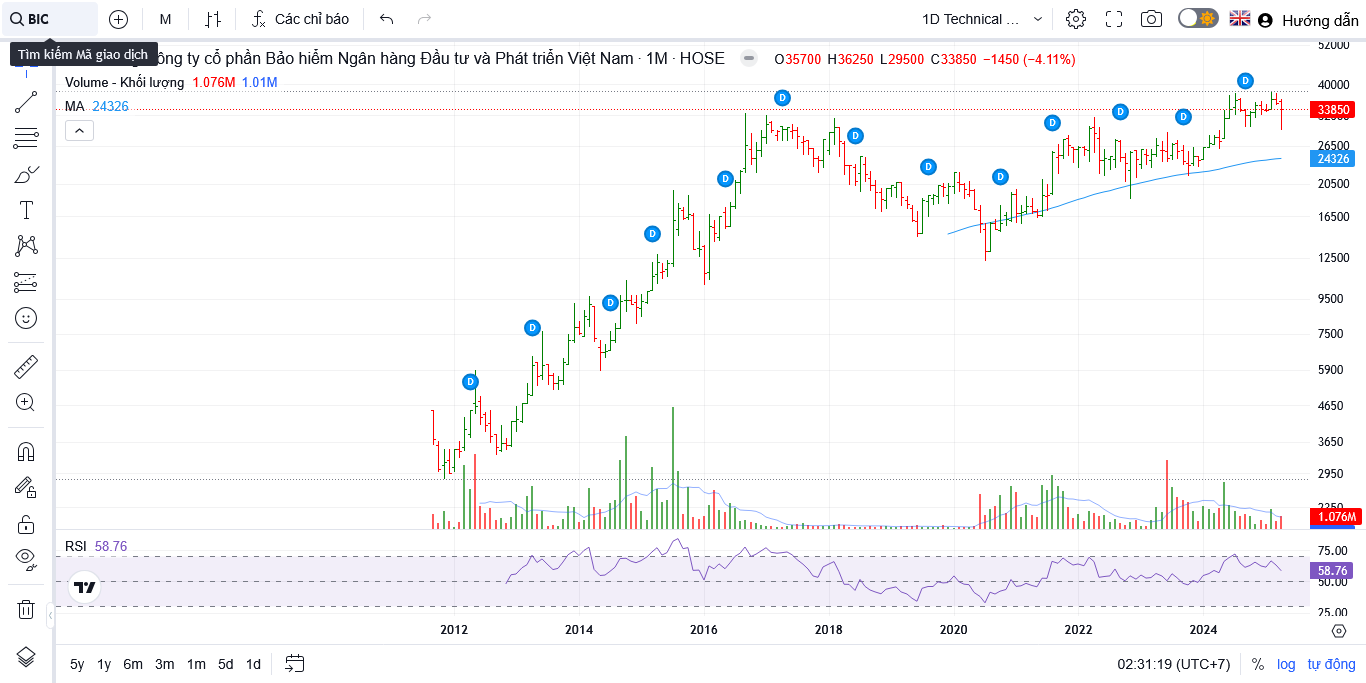 BIC
M
Các chỉ báo
1D Technical ...
Hướng dẫn
Tìm kiếm Mã giao dịch
ông ty cổ phần Bảo hiểm Ngân hàng Đầu tư và Phát triển Việt Nam · 1M · HOSE
O35700 H36250 L29500 C33850 −1450 (−4.11%)
Volume - Khối lượng 1.076M 1.01M
MA 24326
D
D
D
D
D
D
D
D
D
D
D
D
D
52000
40000
33850
32000
26500
24326
20500
16500
12500
9500
7500
5900
4650
3650
2950
1.076M
RSI 58.76
75.00
58.76
50.00
25.00
2012 2014 2016 2018 2020 2022 2024
5y 1y 6m 3m 1m 5d 1d
02:31:19 (UTC+7) % log tự động